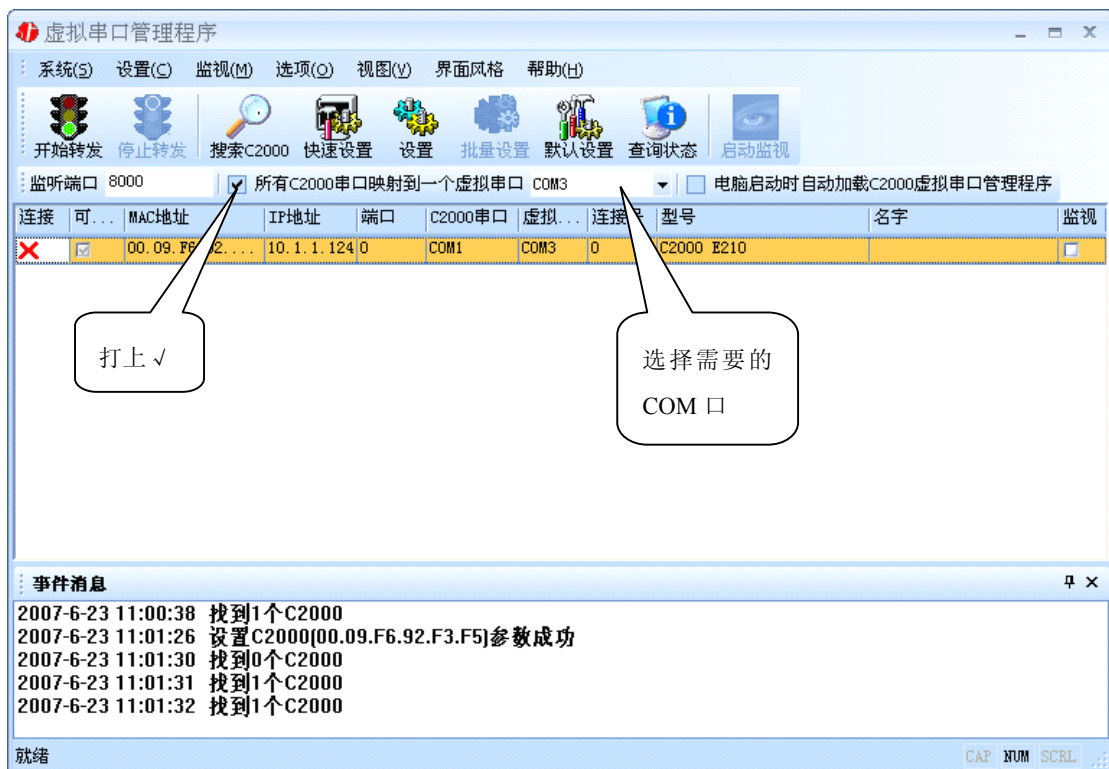 虚拟串口管理程序
系统(S) 设置(C) 监视(M) 选项(O) 视图(V) 界面风格 帮助(H)
开始转发 停止转发 搜索C2000 快速设置 设置 批量设置 默认设置 查询状态 启动监视
监听端口 8000 所有C2000串口映射到一个虚拟串口 COM3 电脑启动时自动加载C2000虚拟串口管理程序
连接 可... MAC地址 IP地址 端口 C2000串口 虚拟... 型号 名字 监视
10.1.1.124 0 COM1 COM3 0 C2000 E210
打上√
选择需要的
COM 口
事件消息
2007-6-23 11:00:38 找到1个C2000
2007-6-23 11:01:26 设置C2000(00.09.F6.92.F3.F5)参数成功
2007-6-23 11:01:30 找到0个C2000
2007-6-23 11:01:31 找到1个C2000
2007-6-23 11:01:32 找到1个C2000
就绪 CAP NUM SCRL